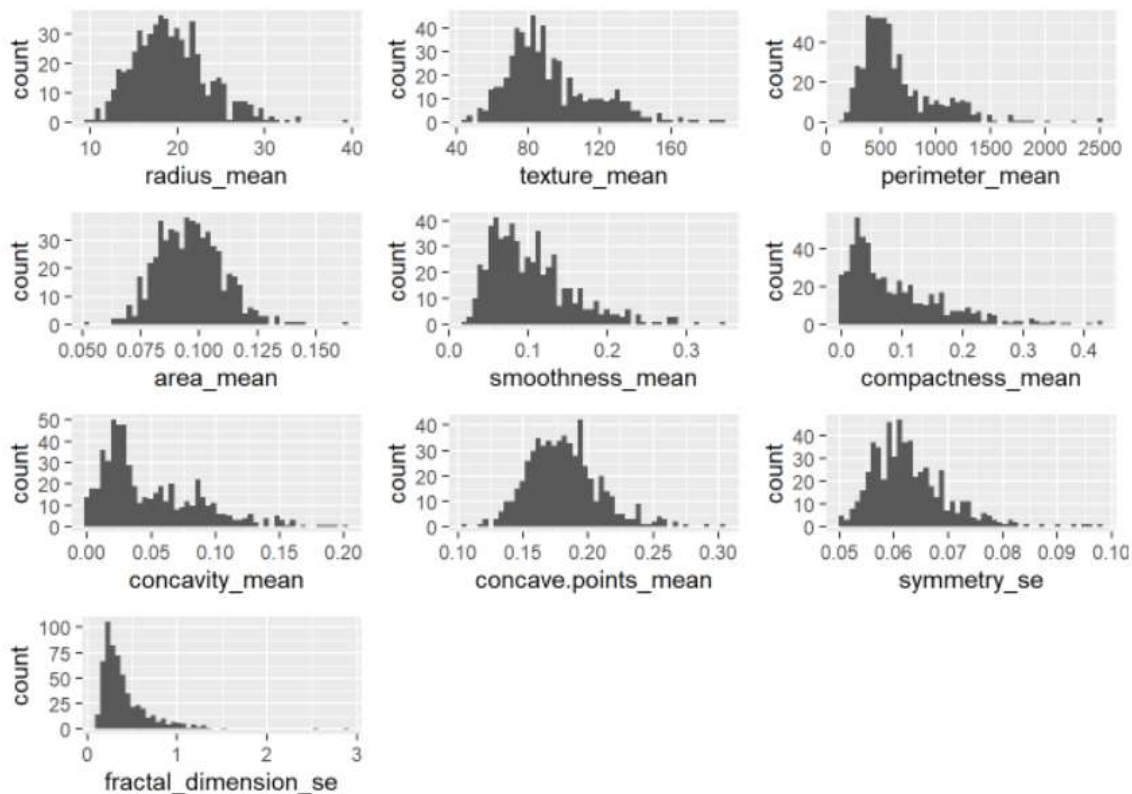 count
30
20
10
0
10 20 30 40
radius_mean
count
40
30
20
10
0
40 80 120 160
texture_mean
count
40
20
0
0 500 1000 1500 2000 2500
perimeter_mean
count
30
20
10
0
0.050 0.075 0.100 0.125 0.150
area_mean
count
40
30
20
10
0
0.0 0.1 0.2 0.3
smoothness_mean
count
40
20
0
0.0 0.1 0.2 0.3 0.4
compactness_mean
count
50
40
30
20
10
0
0.00 0.05 0.10 0.15 0.20
concavity_mean
count
40
30
20
10
0
0.10 0.15 0.20 0.25 0.30
concave.points_mean
count
40
30
20
10
0
0.05 0.06 0.07 0.08 0.09 0.10
symmetry_se
count
100
75
50
25
0
0 1 2 3
fractal_dimension_se